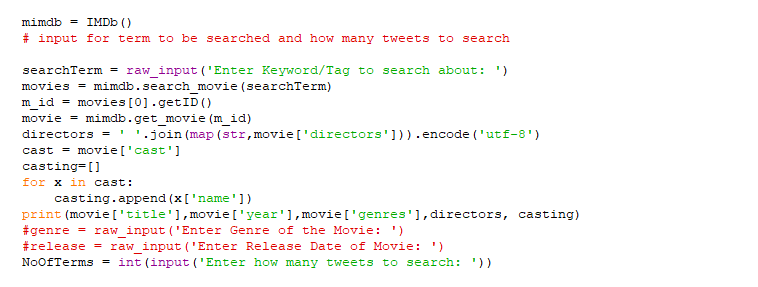 mimdb = IMDb()
# input for term to be searched and how many tweets to search
searchTerm = raw_input('Enter Keyword/Tag to search about: ')
movies = mimdb.search_movie(searchTerm)
m_id = movies[0].getID()
movie = mimdb.get_movie(m_id)
directors = ' '.join(map(str,movie['directors'])).encode('utf-8')
cast = movie['cast']
casting=[]
for x in cast:
    casting.append(x['name'])
print(movie['title'],movie['year'],movie['genres'],directors, casting)
#genre = raw_input('Enter Genre of the Movie: ')
#release = raw_input('Enter Release Date of Movie: ')
NoOfTerms = int(input('Enter how many tweets to search: '))